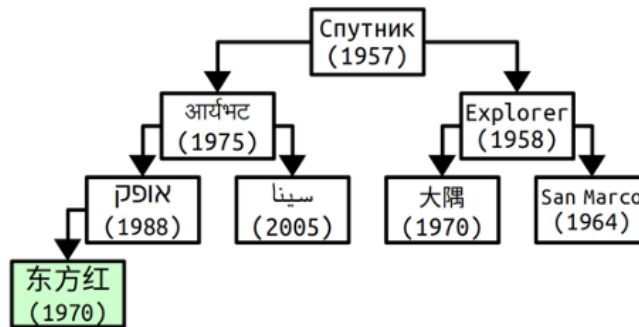 Спутник
(1957)
आर्यभट
(1975)
Explorer
(1958)
אופק
(1988)
سينا
(2005)
大隅
(1970)
San Marco
(1964)
东方红
(1970)